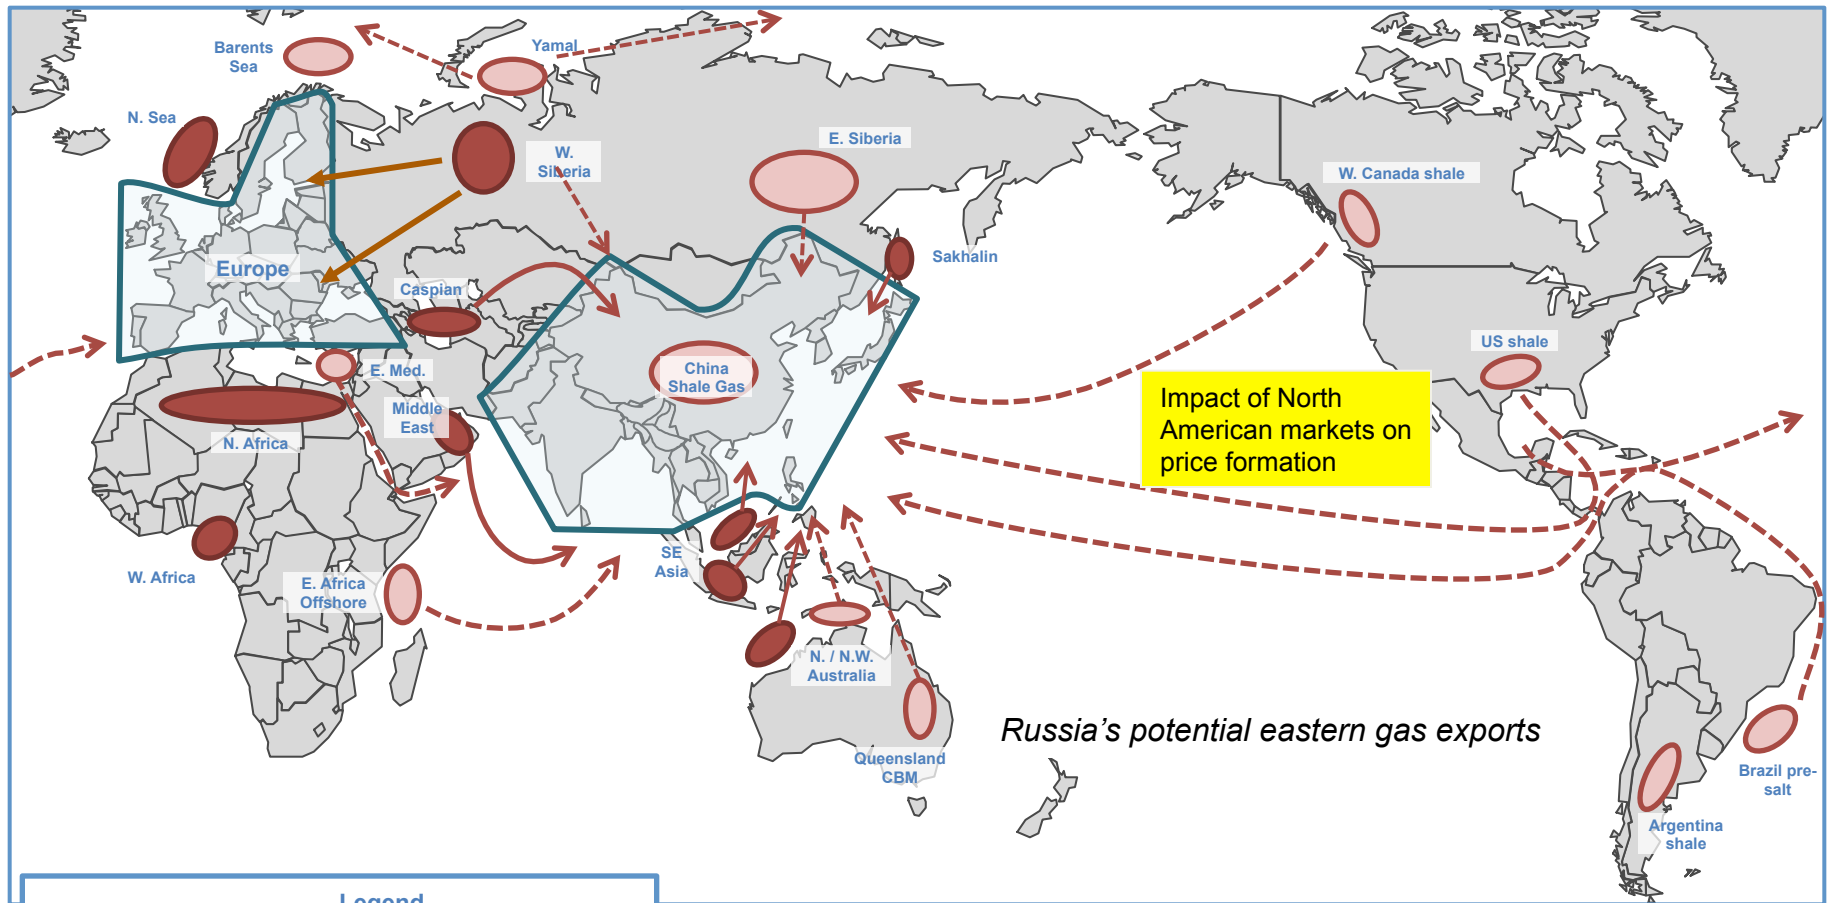 Barents
Sea
Yamal
N. Sea
W.
Siberia
E. Siberia
W. Canada shale
Europe
Caspian
Sakhalin
US shale
E. Med.
China
Shale Gas
Impact of North
American markets on
price formation
Middle
East
N. Africa
SE
Asia
W. Africa
E. Africa
Offshore
N. / N.W.
Australia
Russia’s potential eastern gas exports
Queensland
CBM
Brazil pre-
salt
Argentina
shale
Legend